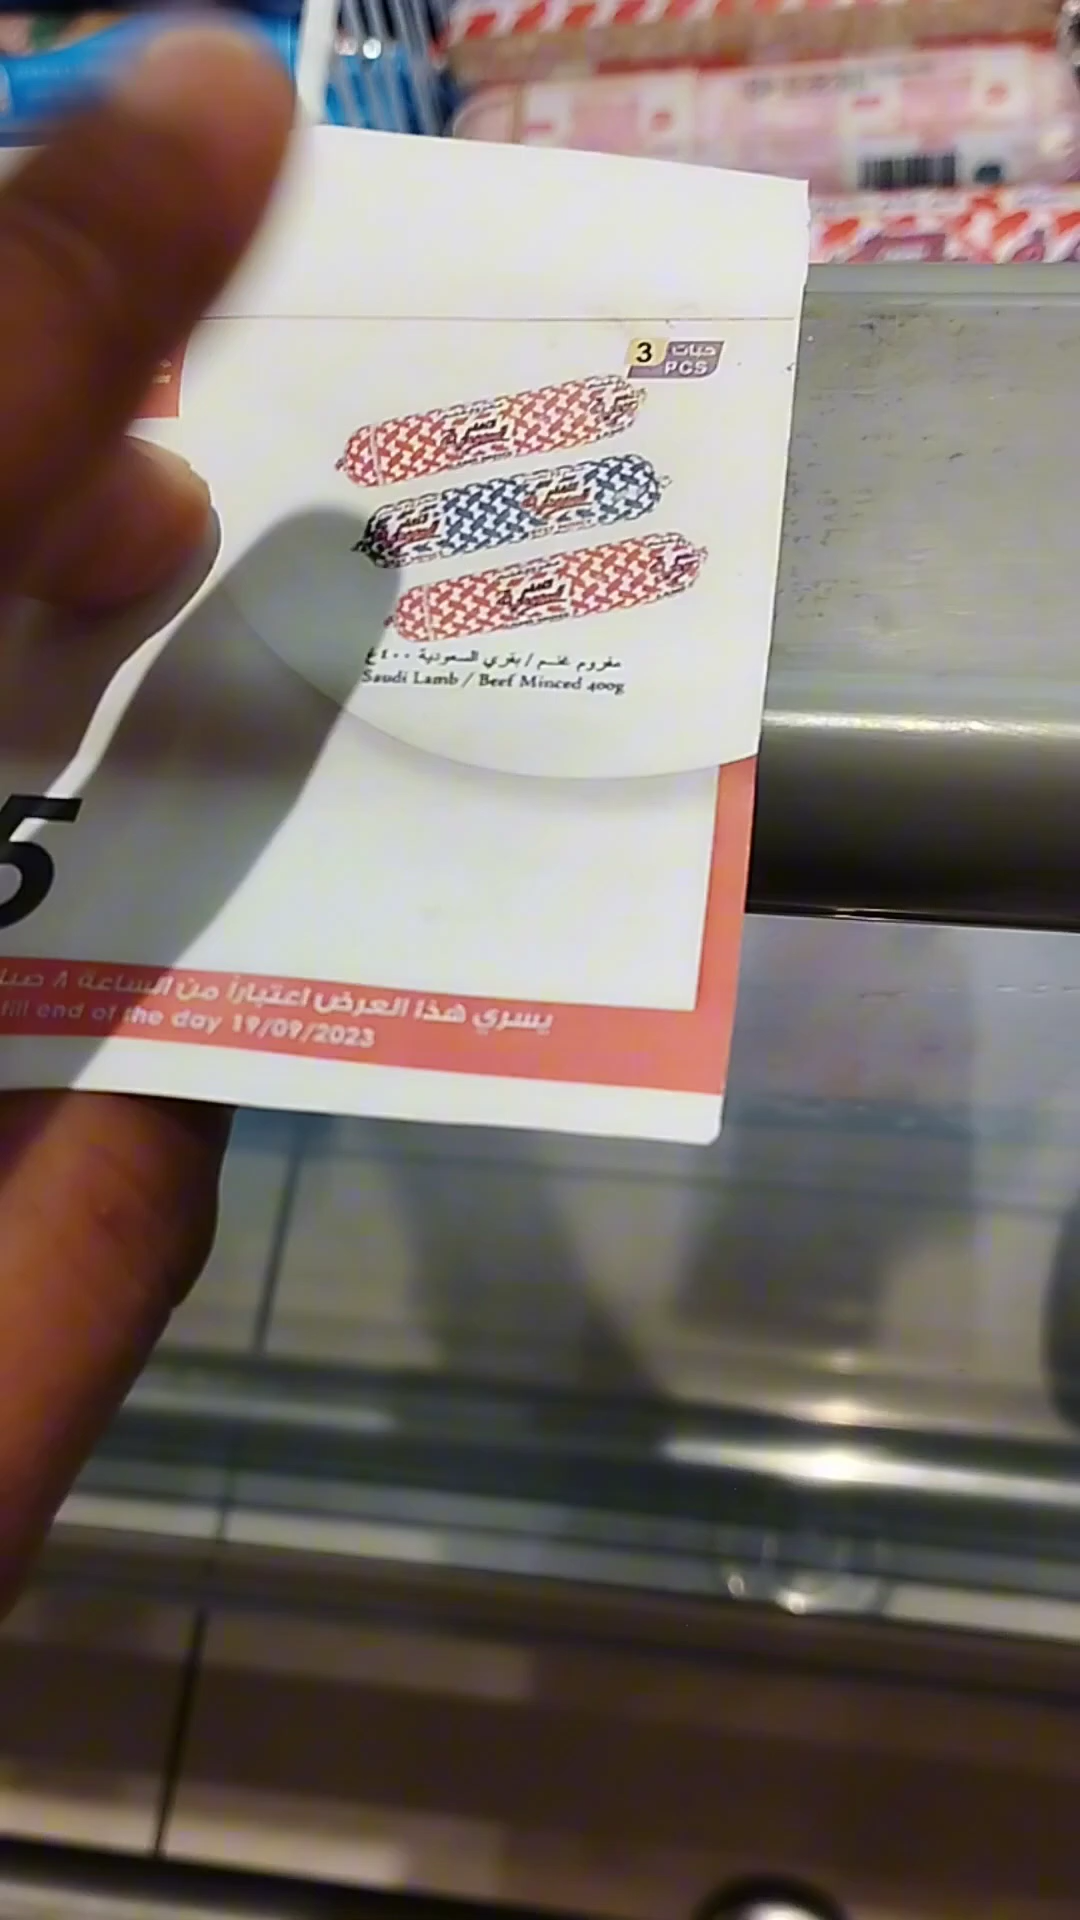 3 حبات
PCS
مفروم غنم / بقري السعودية ٤٠٠ غ
Saudi Lamb / Beef Minced 400g
5
يسري هذا العرض اعتباراً من الساعة ٨
till end of the day 19/09/2023